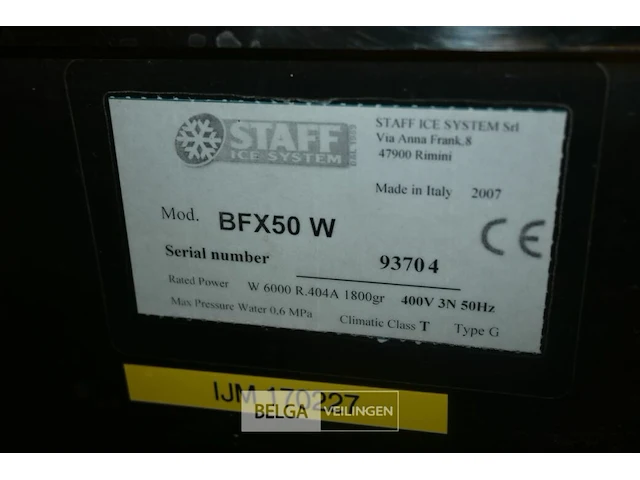 STAFF
ICE SYSTEM
DAL 1959
STAFF ICE SYSTEM Srl
Via Anna Frank,8
47900 Rimini
Made in Italy 2007
Mod. BFX50 W
CE
Serial number 93704
Rated Power W 6000 R.404A 1800gr 400V 3N 50Hz
Max Pressure Water 0,6 MPa Climatic Class T Type G
IJM 170227
BELGA VEILINGEN